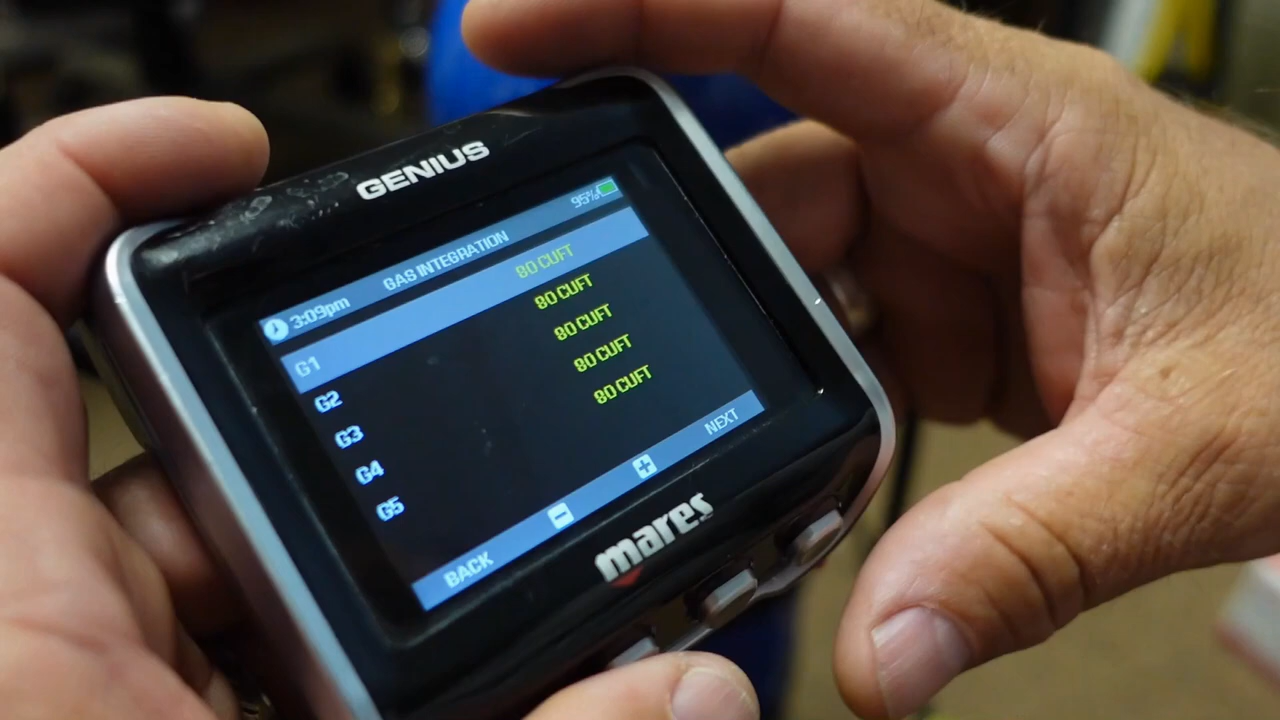 GENIUS
3:09pm GAS INTEGRATION 95%
G1 80 CUFT
G2 80 CUFT
G3 80 CUFT
G4 80 CUFT
G5 80 CUFT
BACK - + NEXT
mares